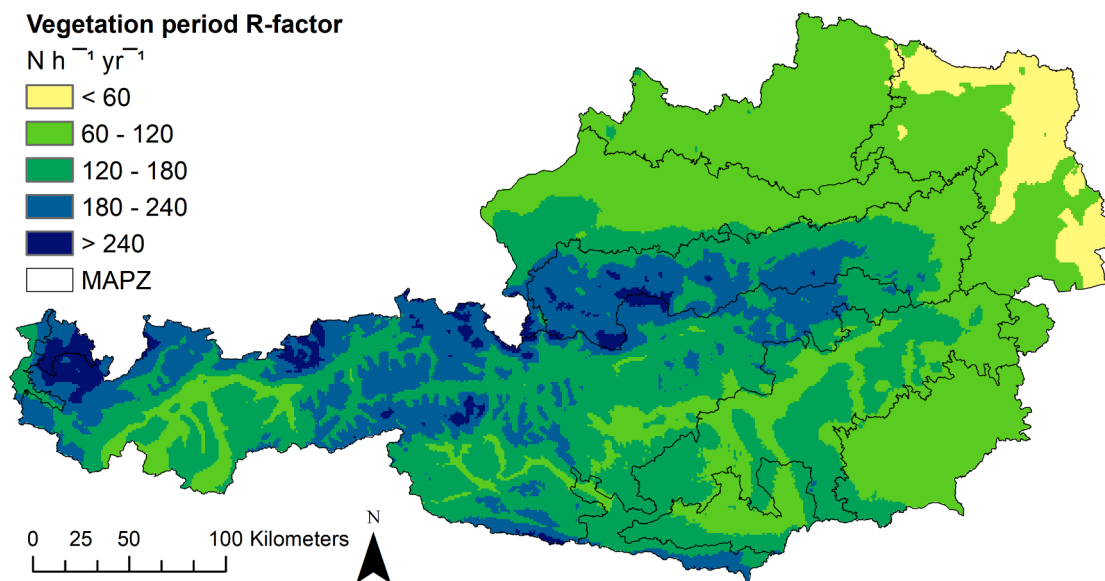 Vegetation period R-factor
N h ¯¹ yr¯¹
< 60
60 - 120
120 - 180
180 - 240
> 240
MAPZ
N
0 25 50 100 Kilometers